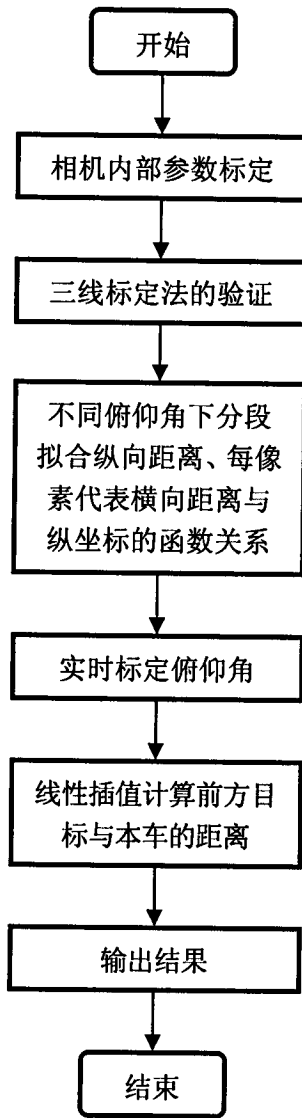 开始
相机内部参数标定
三线标定法的验证
不同俯仰角下分段
拟合纵向距离、每像
素代表横向距离与
纵坐标的函数关系
实时标定俯仰角
线性插值计算前方目
标与本车的距离
输出结果
结束